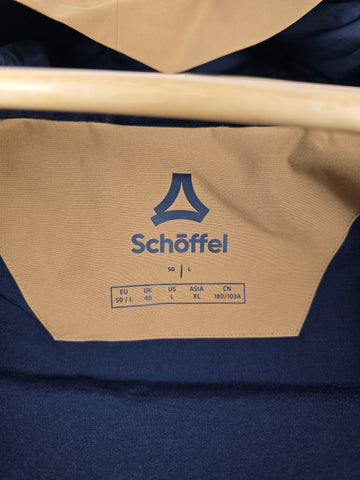 Schöffel
50 | L
EU UK US ASIA CN
50 / L 40 L XL 180/103A